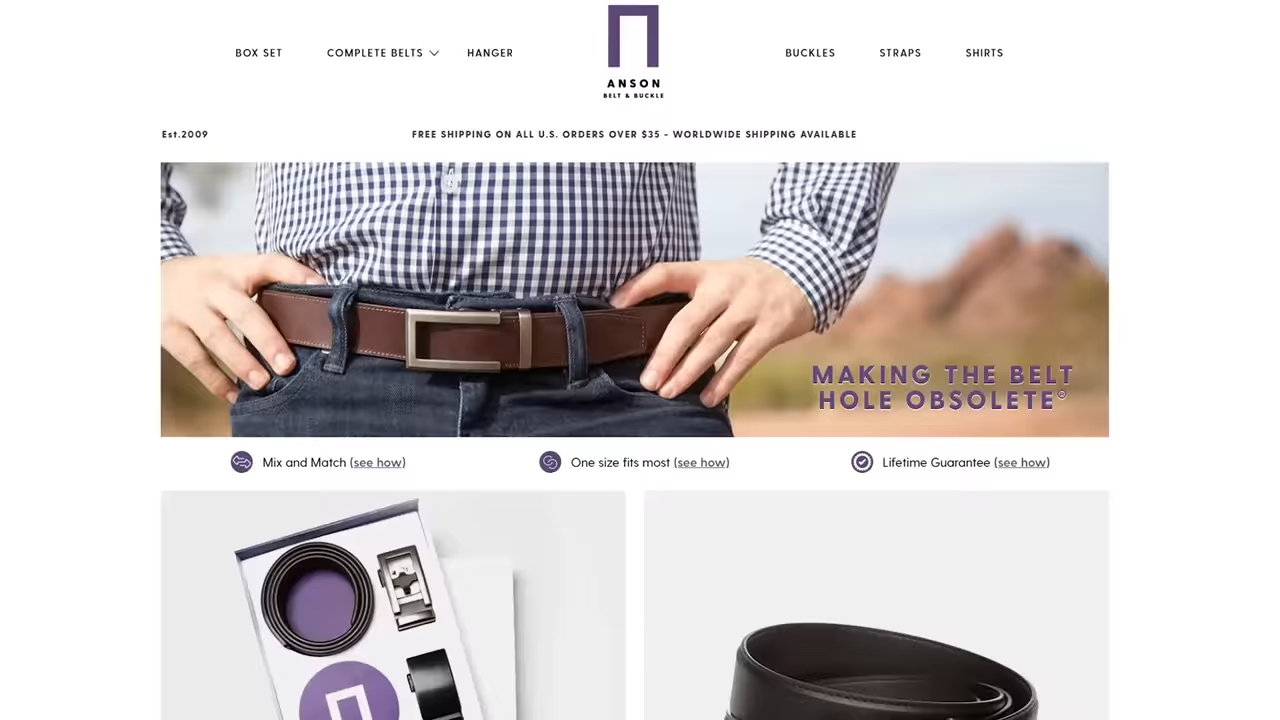 BOX SET
COMPLETE BELTS
HANGER
ANSON
BELT & BUCKLE
BUCKLES
STRAPS
SHIRTS
Est.2009
FREE SHIPPING ON ALL U.S. ORDERS OVER $35 - WORLDWIDE SHIPPING AVAILABLE
MAKING THE BELT
HOLE OBSOLETE®
Mix and Match (see how)
One size fits most (see how)
Lifetime Guarantee (see how)